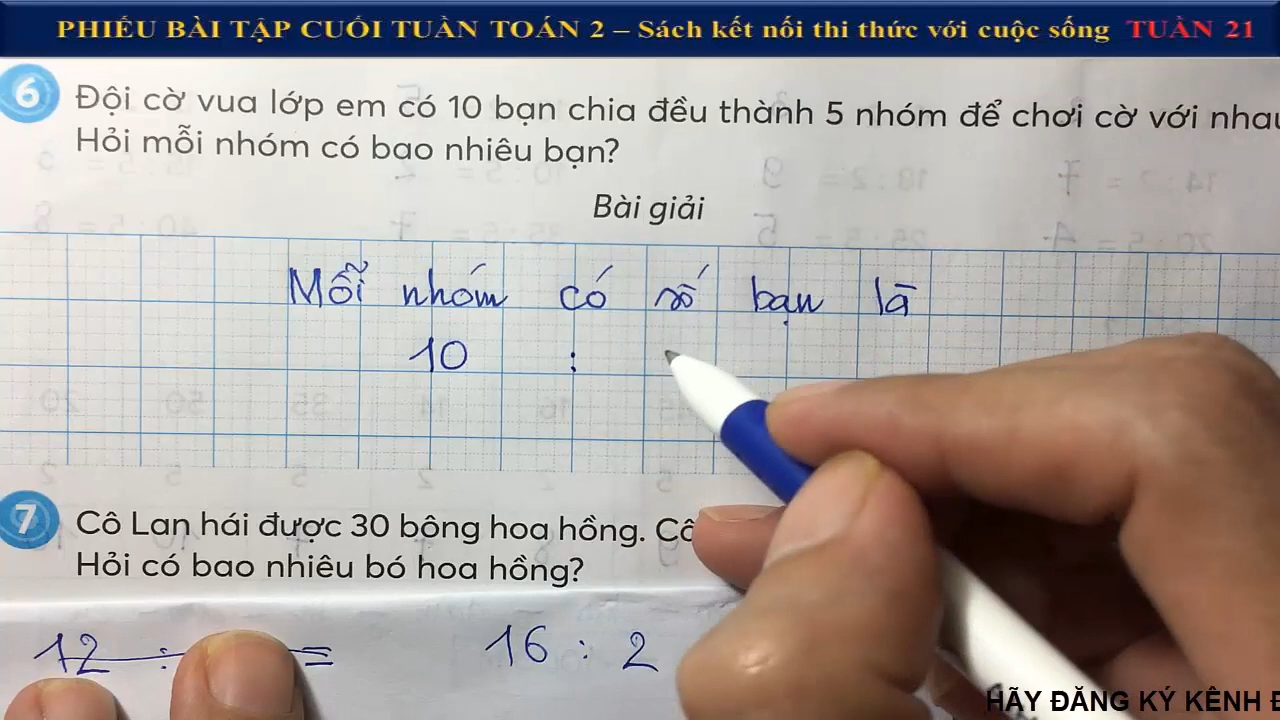 PHIẾU BÀI TẬP CUỐI TUẦN TOÁN 2 – Sách kết nối thi thức với cuộc sống TUẦN 21
6 Đội cờ vua lớp em có 10 bạn chia đều thành 5 nhóm để chơi cờ với nhau
Hỏi mỗi nhóm có bao nhiêu bạn?
Bài giải
Mỗi nhóm có số bạn là
10 :
7 Cô Lan hái được 30 bông hoa hồng. Cô
Hỏi có bao nhiêu bó hoa hồng?
12 : =
16 : 2
HÃY ĐĂNG KÝ KÊNH Đ